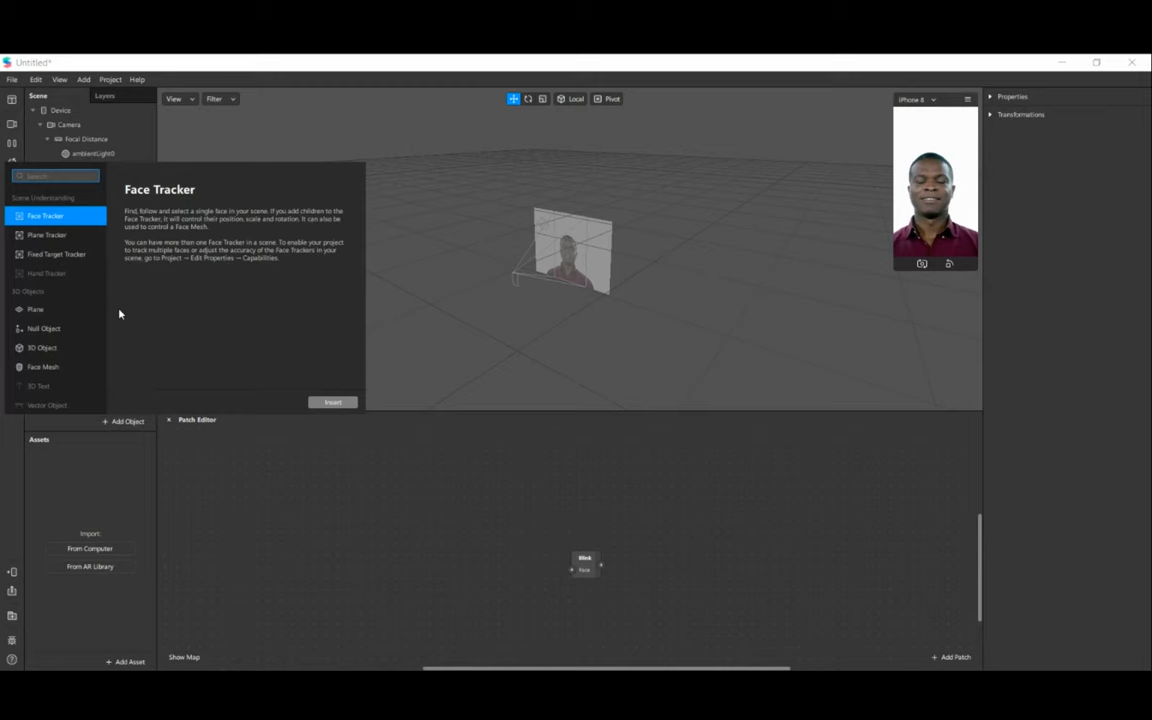 Untitled*
File Edit View Add Project Help
Scene Layers
Device
Camera
Focal Distance
ambientLight0
View Filter
Local Pivot
iPhone 8
Properties
Transformations
Search
Scene Understanding
Face Tracker
Plane Tracker
Fixed Target Tracker
Hand Tracker
3D Objects
Plane
Null Object
3D Object
Face Mesh
3D Text
Vector Object
Face Tracker
Find, follow and select a single face in your scene. If you add children to the
Face Tracker, it will control their position, scale and rotation. It can also be
used to control a Face Mesh.
You can have more than one Face Tracker in a scene. To enable your project
to track multiple faces or adjust the accuracy of the Face Trackers in your
scene, go to Project → Edit Properties → Capabilities.
Insert
+ Add Object
Assets
Import:
From Computer
From AR Library
+ Add Asset
× Patch Editor
Blink
Face
Show Map
+ Add Patch